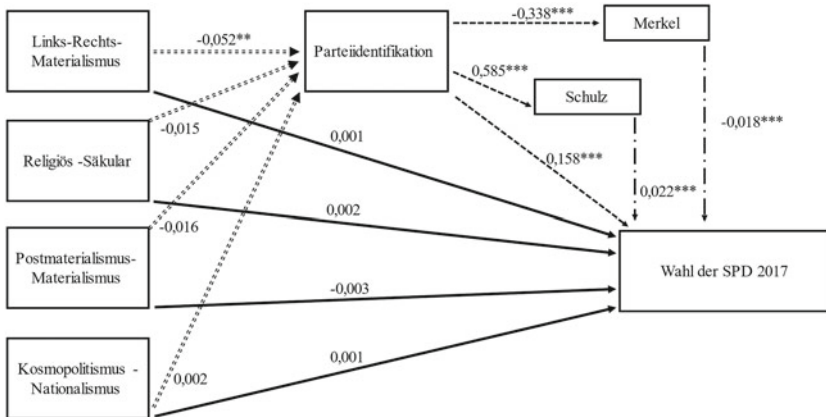 Links-Rechts-
Materialismus
-0,052**
Parteiidentifikation
-0,338***
Merkel
0,585***
Schulz
-0,015
0,001
0,158***
-0,018***
Religiös -Säkular
0,002
0,022***
-0,016
Postmaterialismus-
Materialismus
-0,003
Wahl der SPD 2017
Kosmopolitismus -
Nationalismus
0,002
0,001